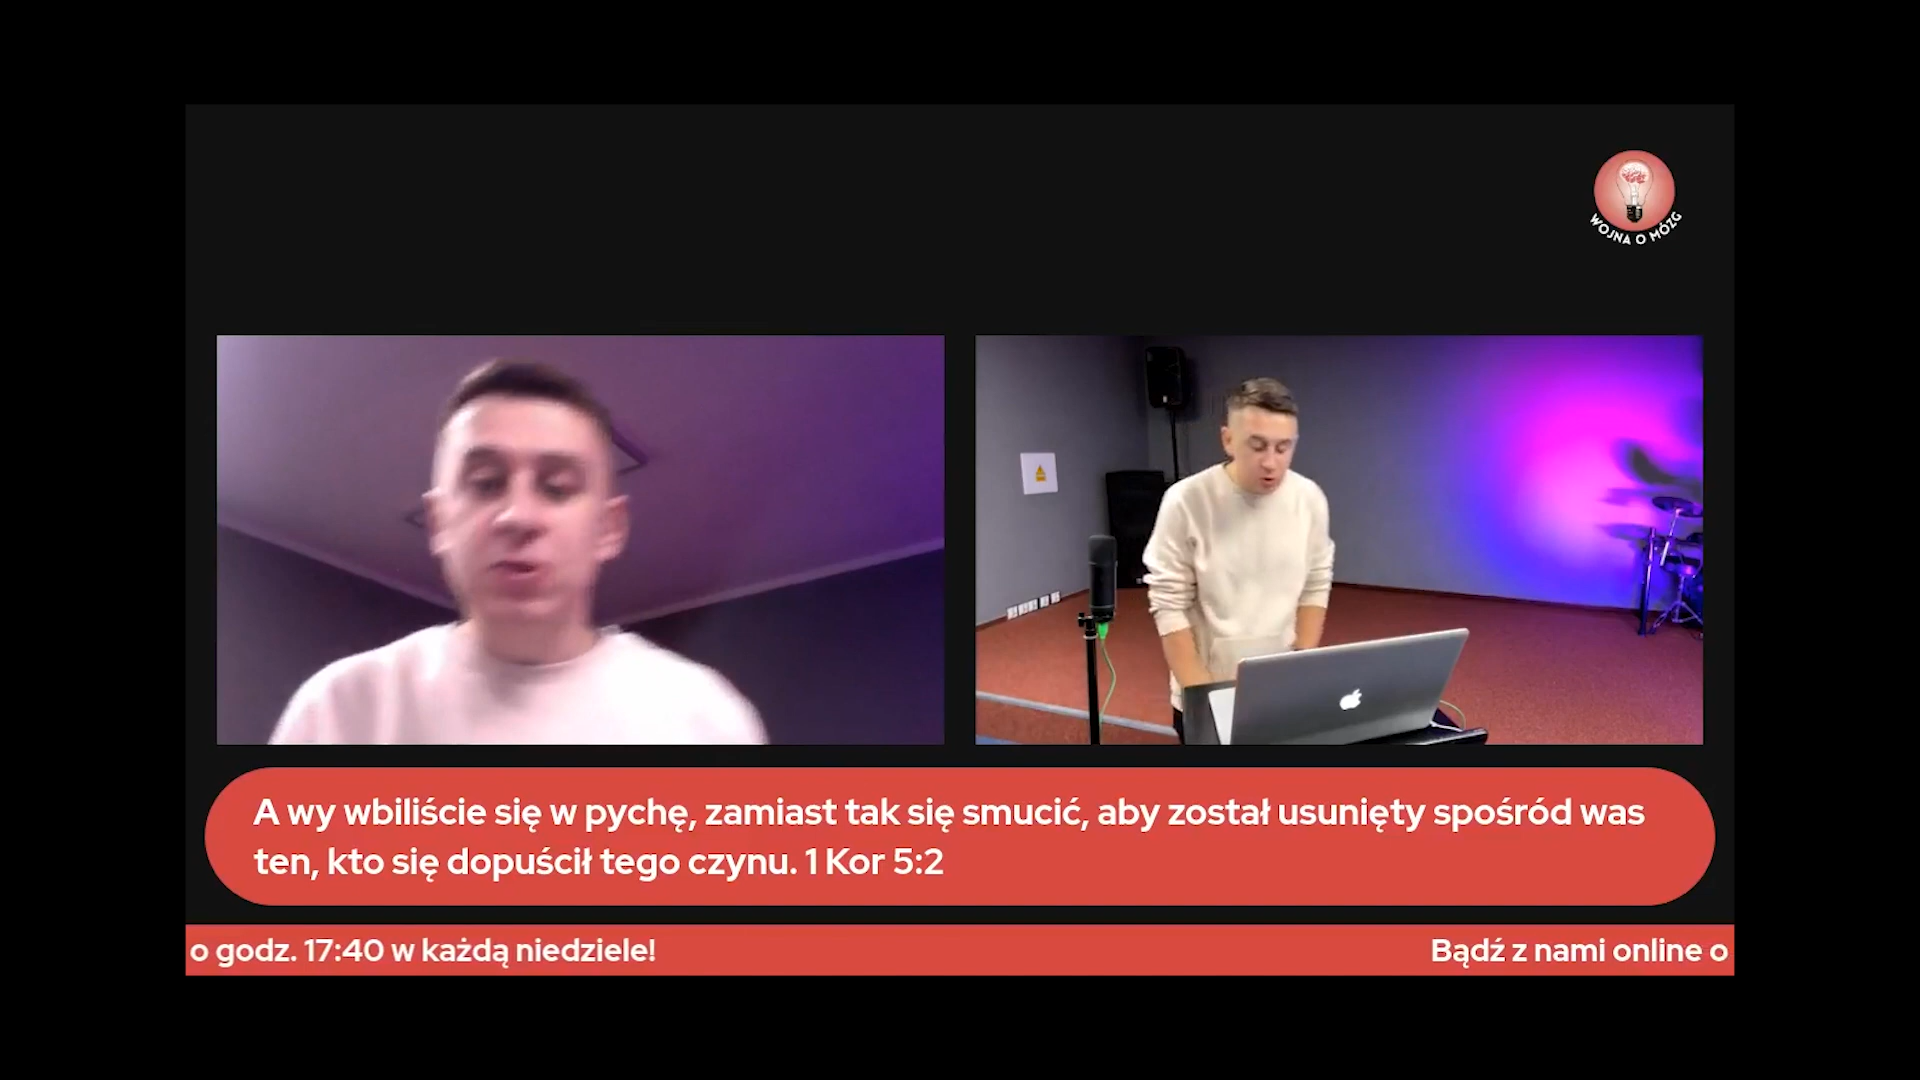 WOJNA O MÓZG
A wy wbiliście się w pychę, zamiast tak się smucić, aby został usunięty spośród was
ten, kto się dopuścił tego czynu. 1 Kor 5:2
o godz. 17:40 w każdą niedziele!
Bądź z nami online o